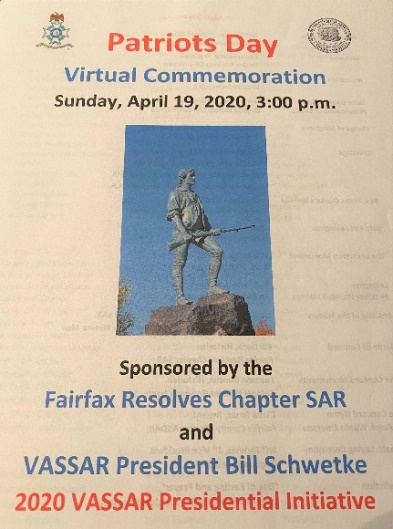 Patriots Day
Virtual Commemoration
Sunday, April 19, 2020, 3:00 p.m.
Sponsored by the
Fairfax Resolves Chapter SAR
and
VASSAR President Bill Schwetke
2020 VASSAR Presidential Initiative